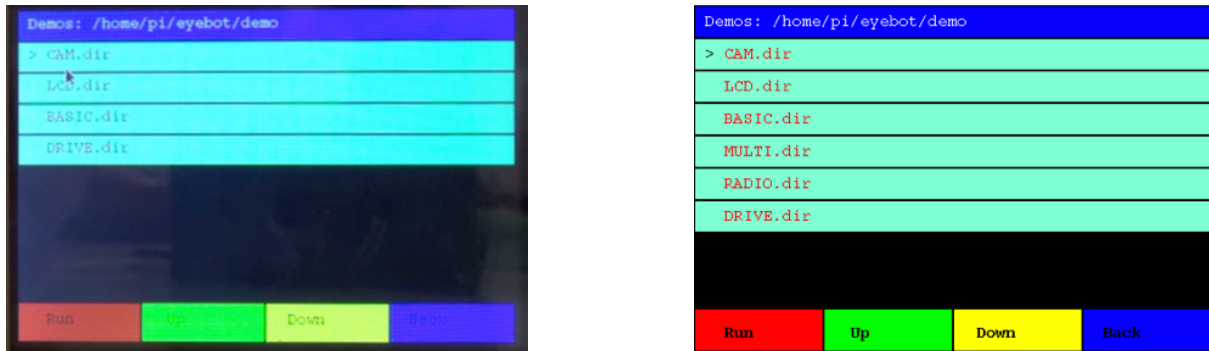 Demos: /home/pi/eyebot/demo
> CAM.dir
LCD.dir
BASIC.dir
DRIVE.dir
Run Up Down Back
Demos: /home/pi/eyebot/demo
> CAM.dir
LCD.dir
BASIC.dir
MULTI.dir
RADIO.dir
DRIVE.dir
Run Up Down Back